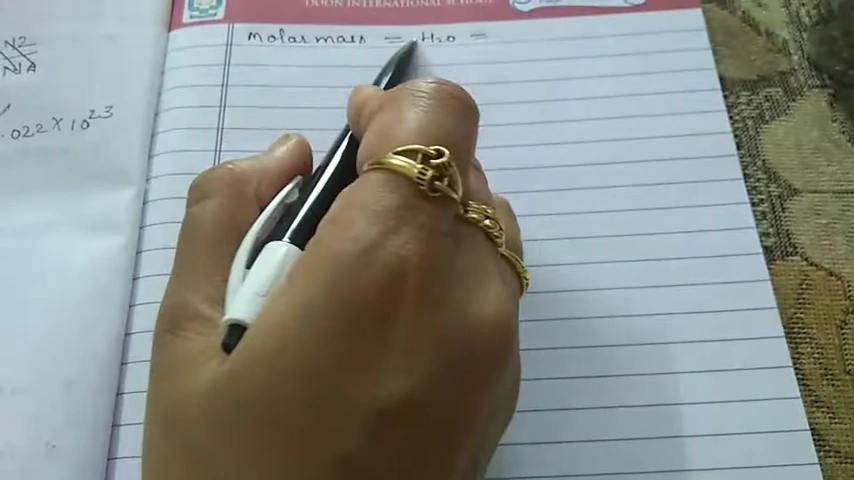 DOON INTERNATIONAL SCHOOL
Molar mass = H2O =
N2
NA
022 x 10^23